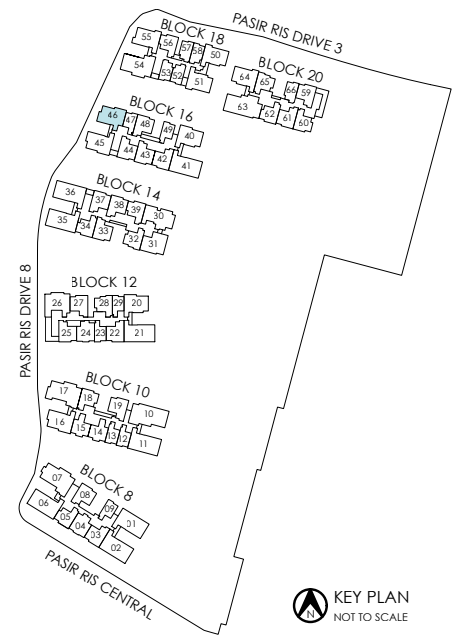 PASIR RIS DRIVE 3
BLOCK 18
55 56 57 58 50
54 53 52 51
BLOCK 20
64 65 66 59
63 62 61 60
BLOCK 16
46 47 48 49 40
45 44 43 42 41
BLOCK 14
36 37 38 39 30
35 34 33 32 31
PASIR RIS DRIVE 8
BLOCK 12
26 27 28 29 20
25 24 23 22 21
BLOCK 10
17 18 19 10
16 15 14 13 12 11
BLOCK 8
07 08 09 01
06 05 04 03 02
PASIR RIS CENTRAL
N
KEY PLAN
NOT TO SCALE